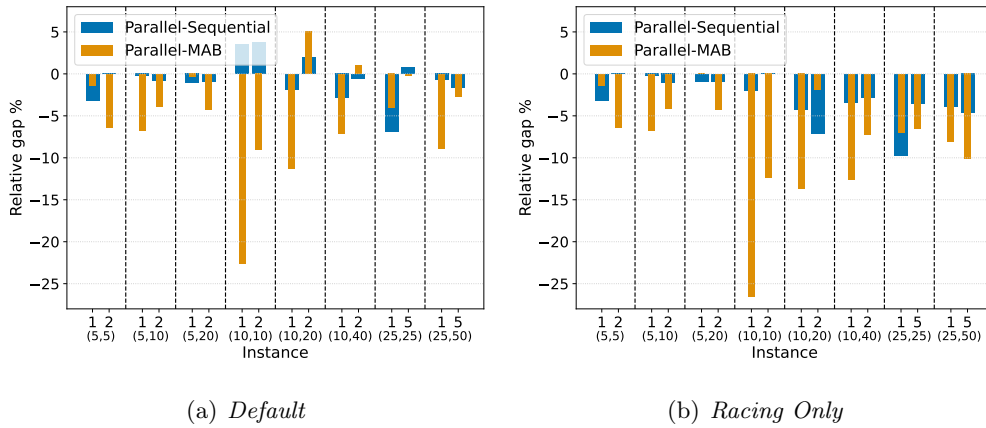 Parallel-Sequential
Parallel-MAB
Relative gap %
5
0
−5
−10
−15
−20
−25
1 2 1 2 1 2 1 2 1 2 1 2 1 5 1 5
(5,5) (5,10) (5,20) (10,10) (10,20) (10,40) (25,25) (25,50)
Instance
(a) Default
Parallel-Sequential
Parallel-MAB
Relative gap %
5
0
−5
−10
−15
−20
−25
1 2 1 2 1 2 1 2 1 2 1 2 1 5 1 5
(5,5) (5,10) (5,20) (10,10) (10,20) (10,40) (25,25) (25,50)
Instance
(b) Racing Only